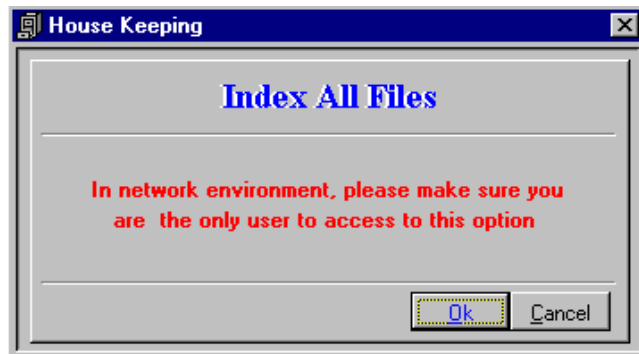 House Keeping
Index All Files
In network environment, please make sure you
are the only user to access to this option
Ok
Cancel